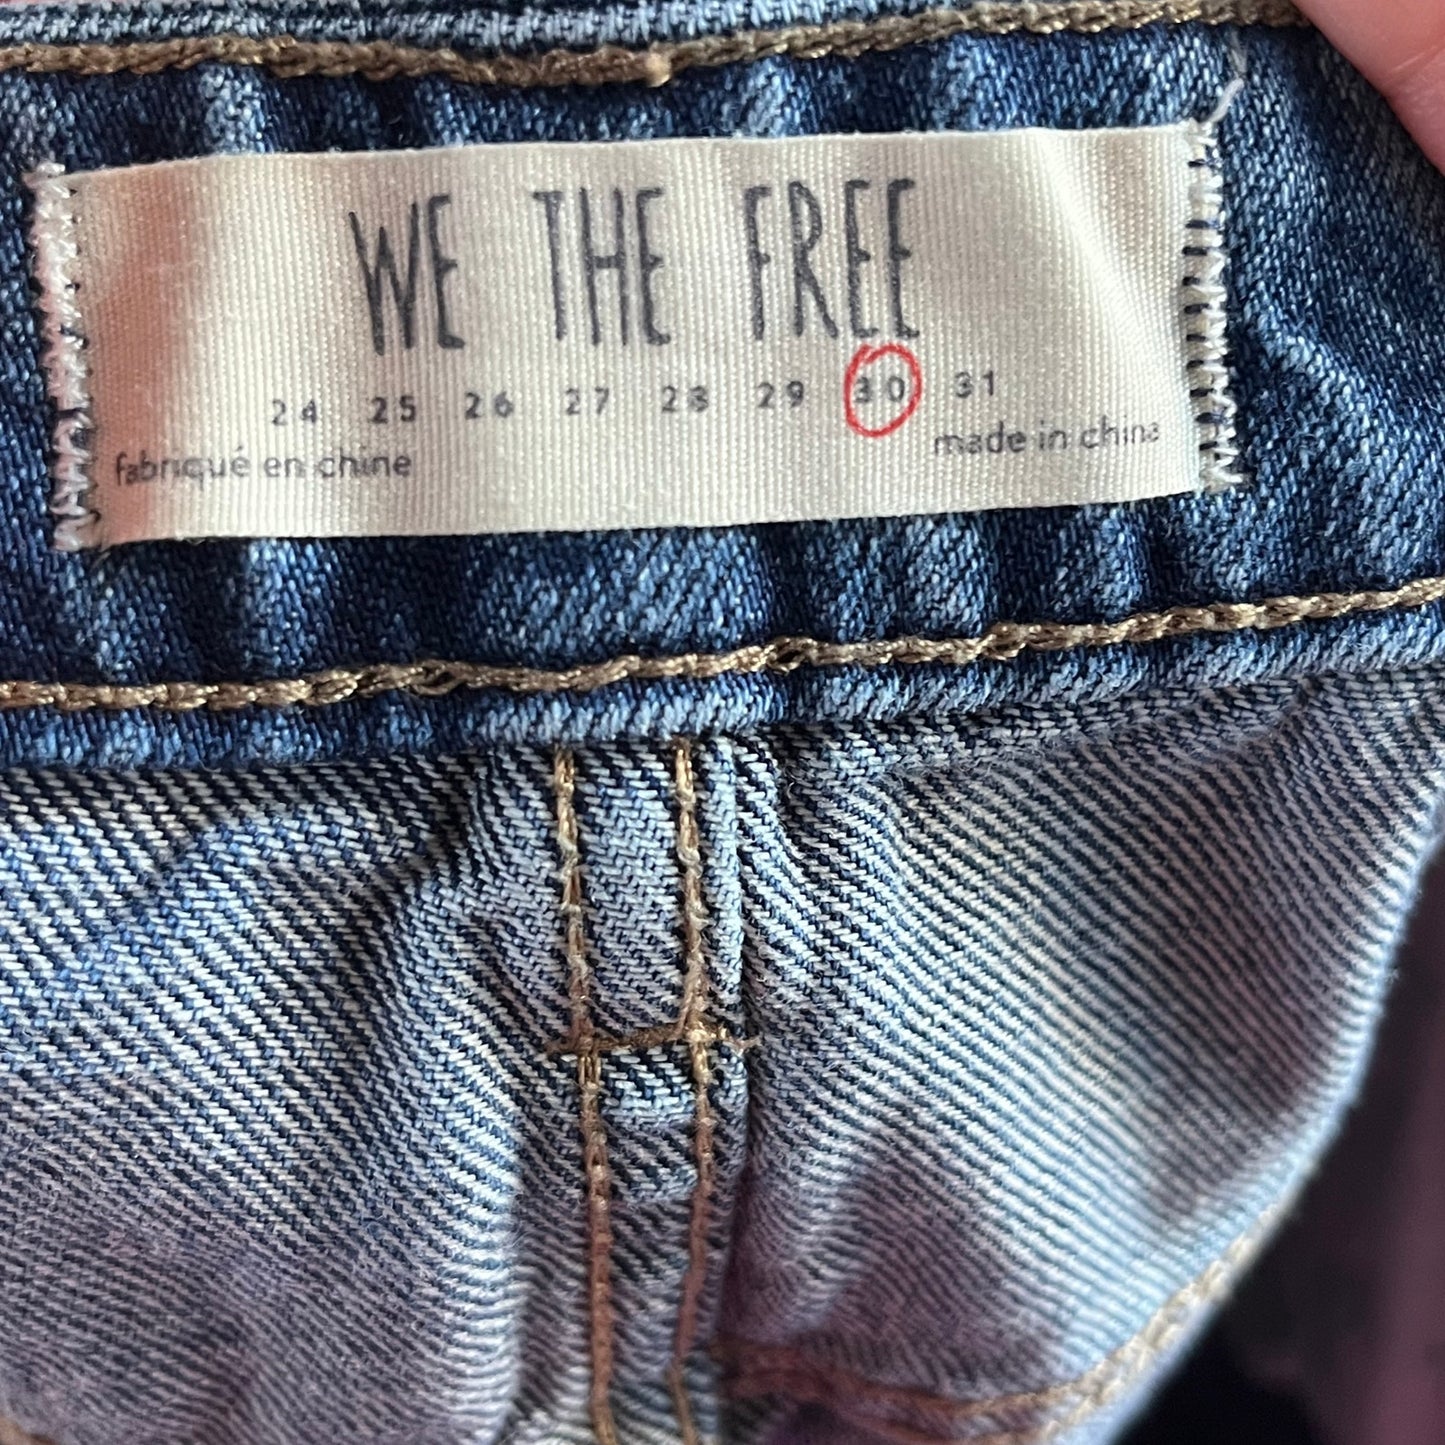 WE THE FREE
24 25 26 27 28 29 30 31
fabriqué en chine made in china